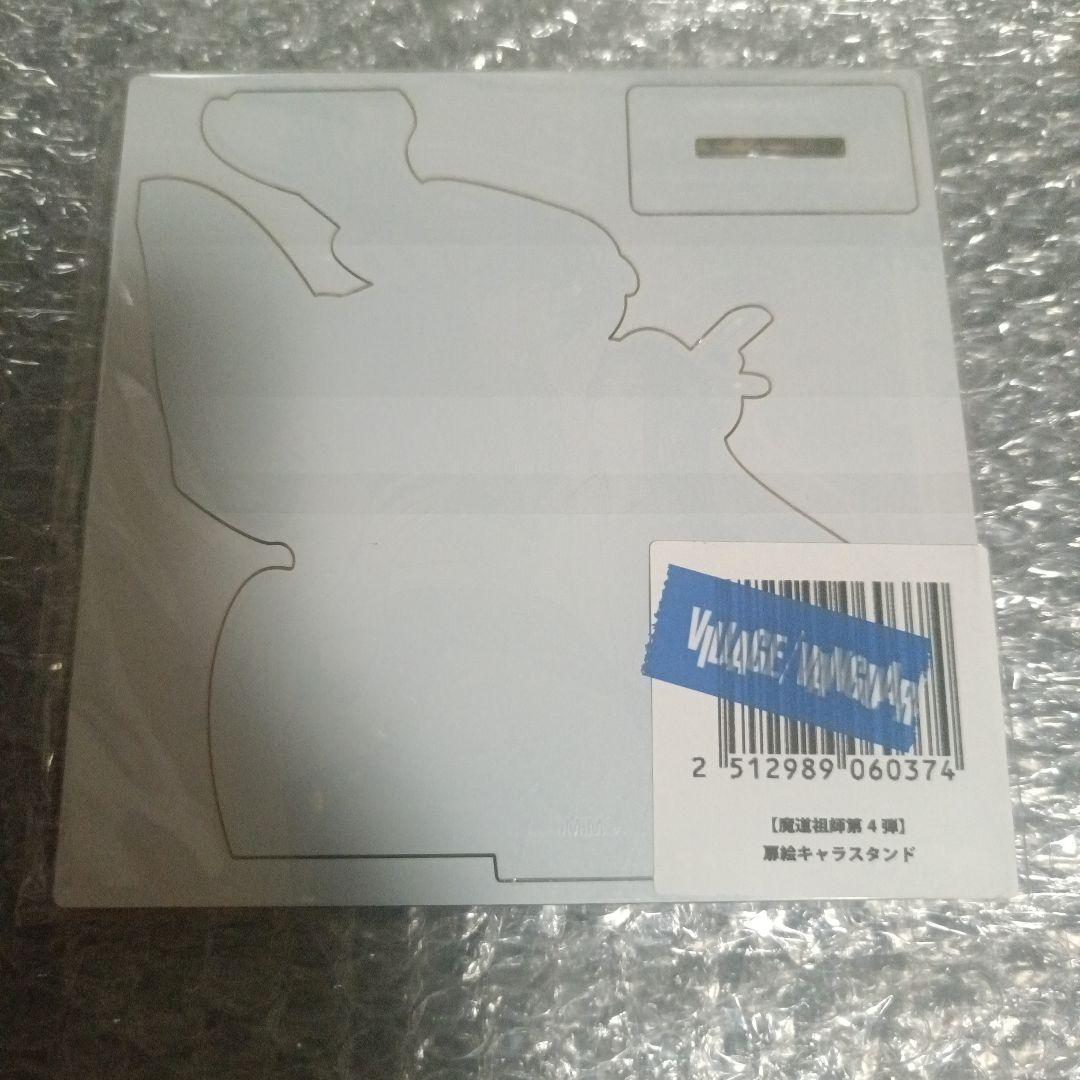 VILLAGE/VANGUARD
2 512989 060374
【魔道祖師第4弾】
扉絵キャラスタンド